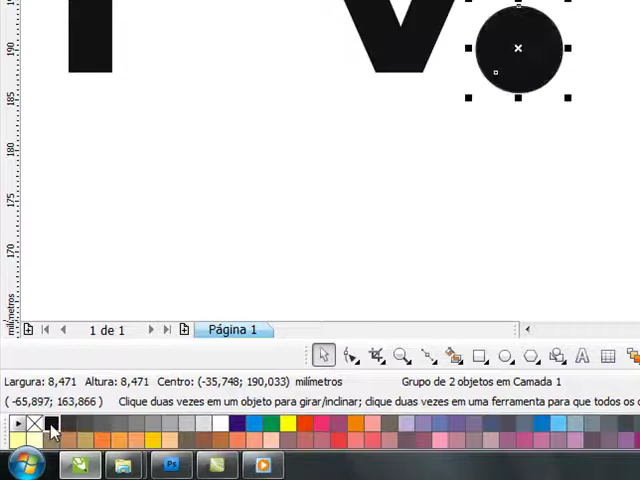 V
190
185
180
175
170
milímetros
1 de 1
Página 1
Largura: 8,471 Altura: 8,471 Centro: (-35,748; 190,033) milímetros
Grupo de 2 objetos em Camada 1
( -65,897; 163,866 )
Clique duas vezes em um objeto para girar/inclinar; clique duas vezes em uma ferramenta para que todos os
Ps